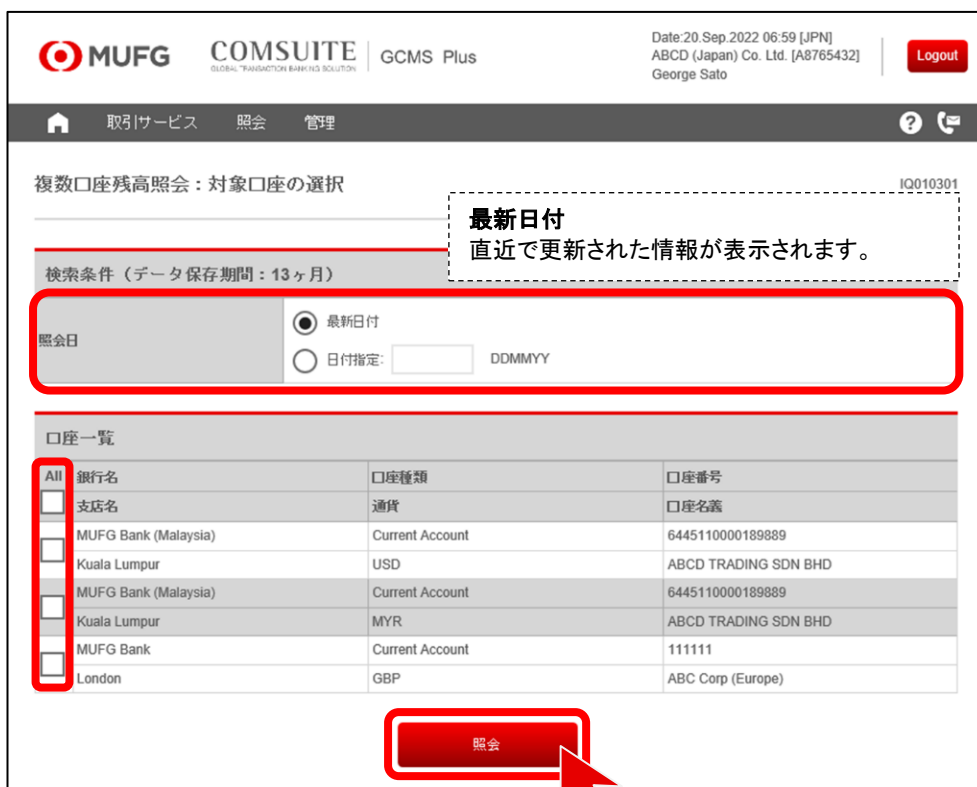 MUFG COMSUITE GCMS Plus
GLOBAL TRANSACTION BANKING SOLUTION
Date:20.Sep.2022 06:59 [JPN]
ABCD (Japan) Co. Ltd. [A8765432]
George Sato
Logout
取引サービス 照会 管理
?
複数口座残高照会：対象口座の選択
IQ010301
最新日付
直近で更新された情報が表示されます。
検索条件（データ保存期間：13ヶ月）
照会日
最新日付
日付指定: DDMMYY
口座一覧
All 銀行名 口座種類 口座番号
支店名 通貨 口座名義
MUFG Bank (Malaysia) Current Account 6445110000189889
Kuala Lumpur USD ABCD TRADING SDN BHD
MUFG Bank (Malaysia) Current Account 6445110000189889
Kuala Lumpur MYR ABCD TRADING SDN BHD
MUFG Bank Current Account 111111
London GBP ABC Corp (Europe)
照会